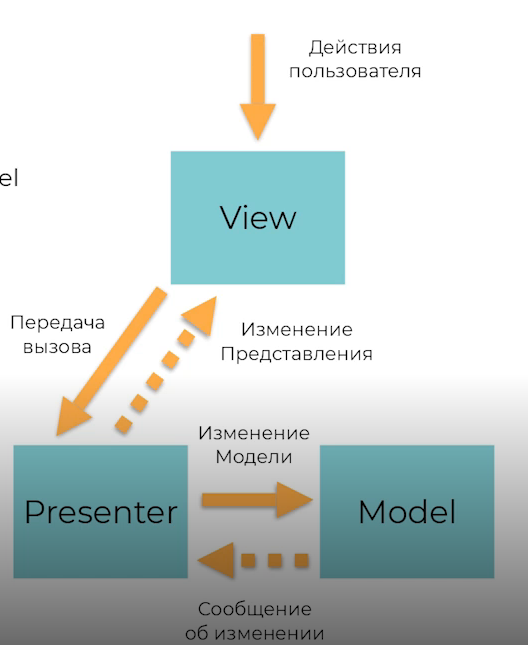 Действия
пользователя
el
View
Передача
вызова
Изменение
Представления
Изменение
Модели
Presenter
Model
Сообщение
об изменении